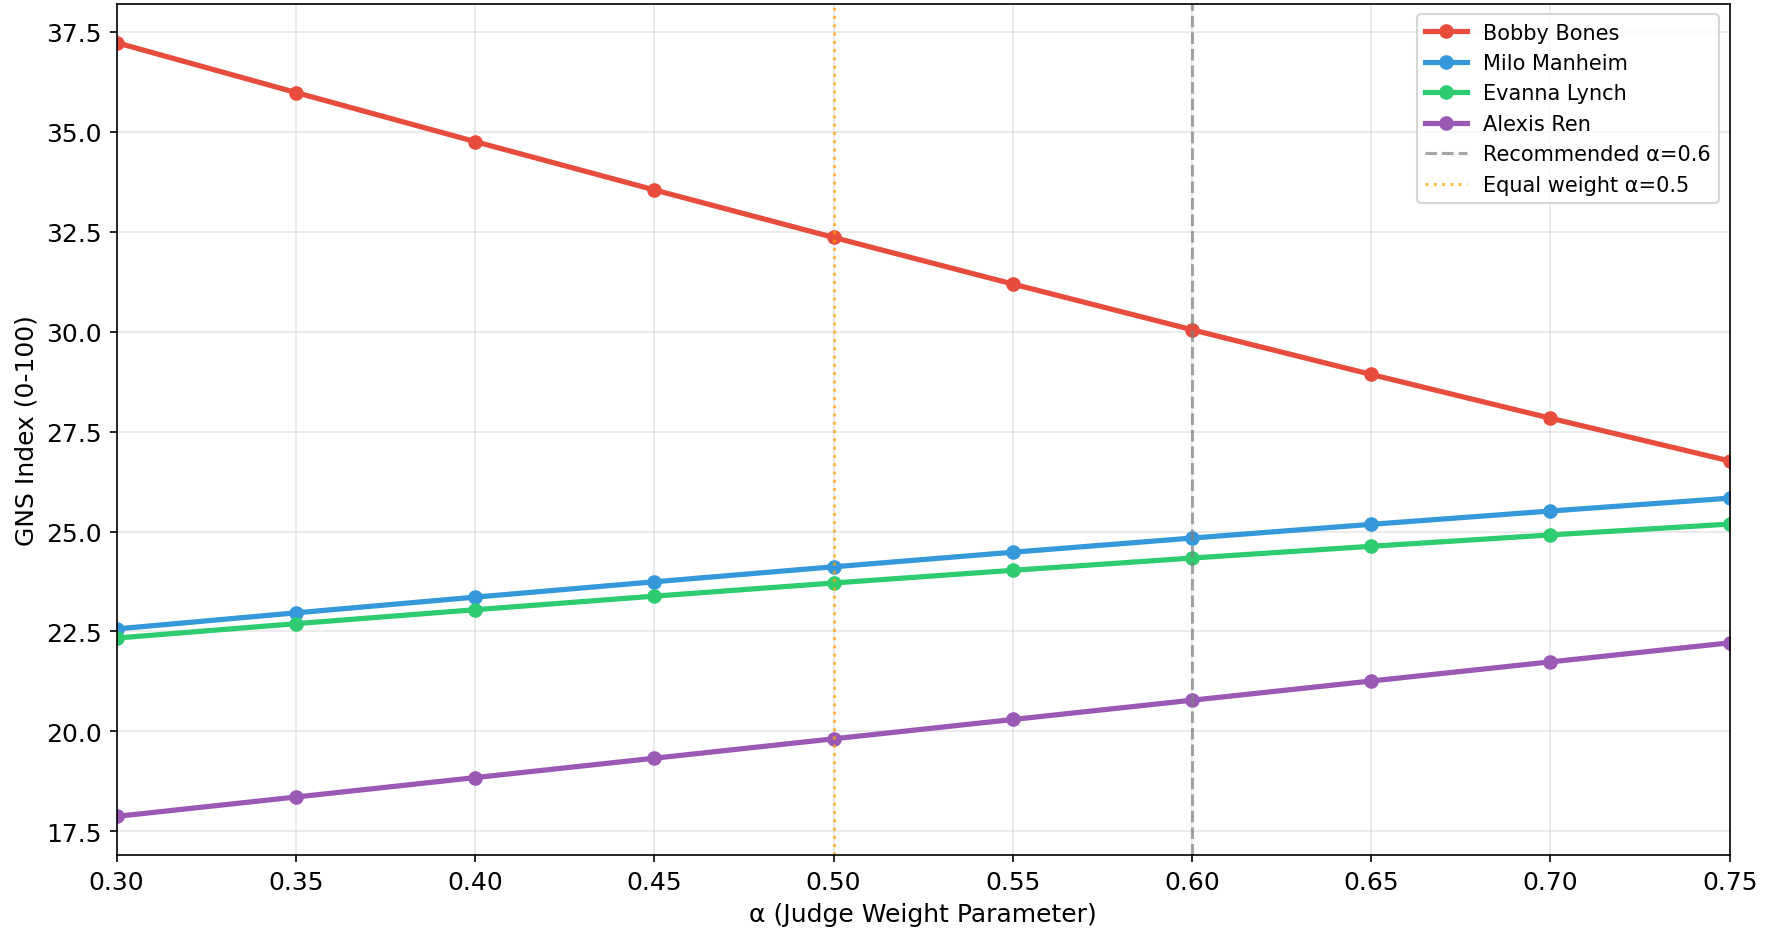 37.5
35.0
32.5
30.0
27.5
25.0
22.5
20.0
17.5
GNS Index (0-100)
Bobby Bones
Milo Manheim
Evanna Lynch
Alexis Ren
Recommended α=0.6
Equal weight α=0.5
0.30 0.35 0.40 0.45 0.50 0.55 0.60 0.65 0.70 0.75
α (Judge Weight Parameter)